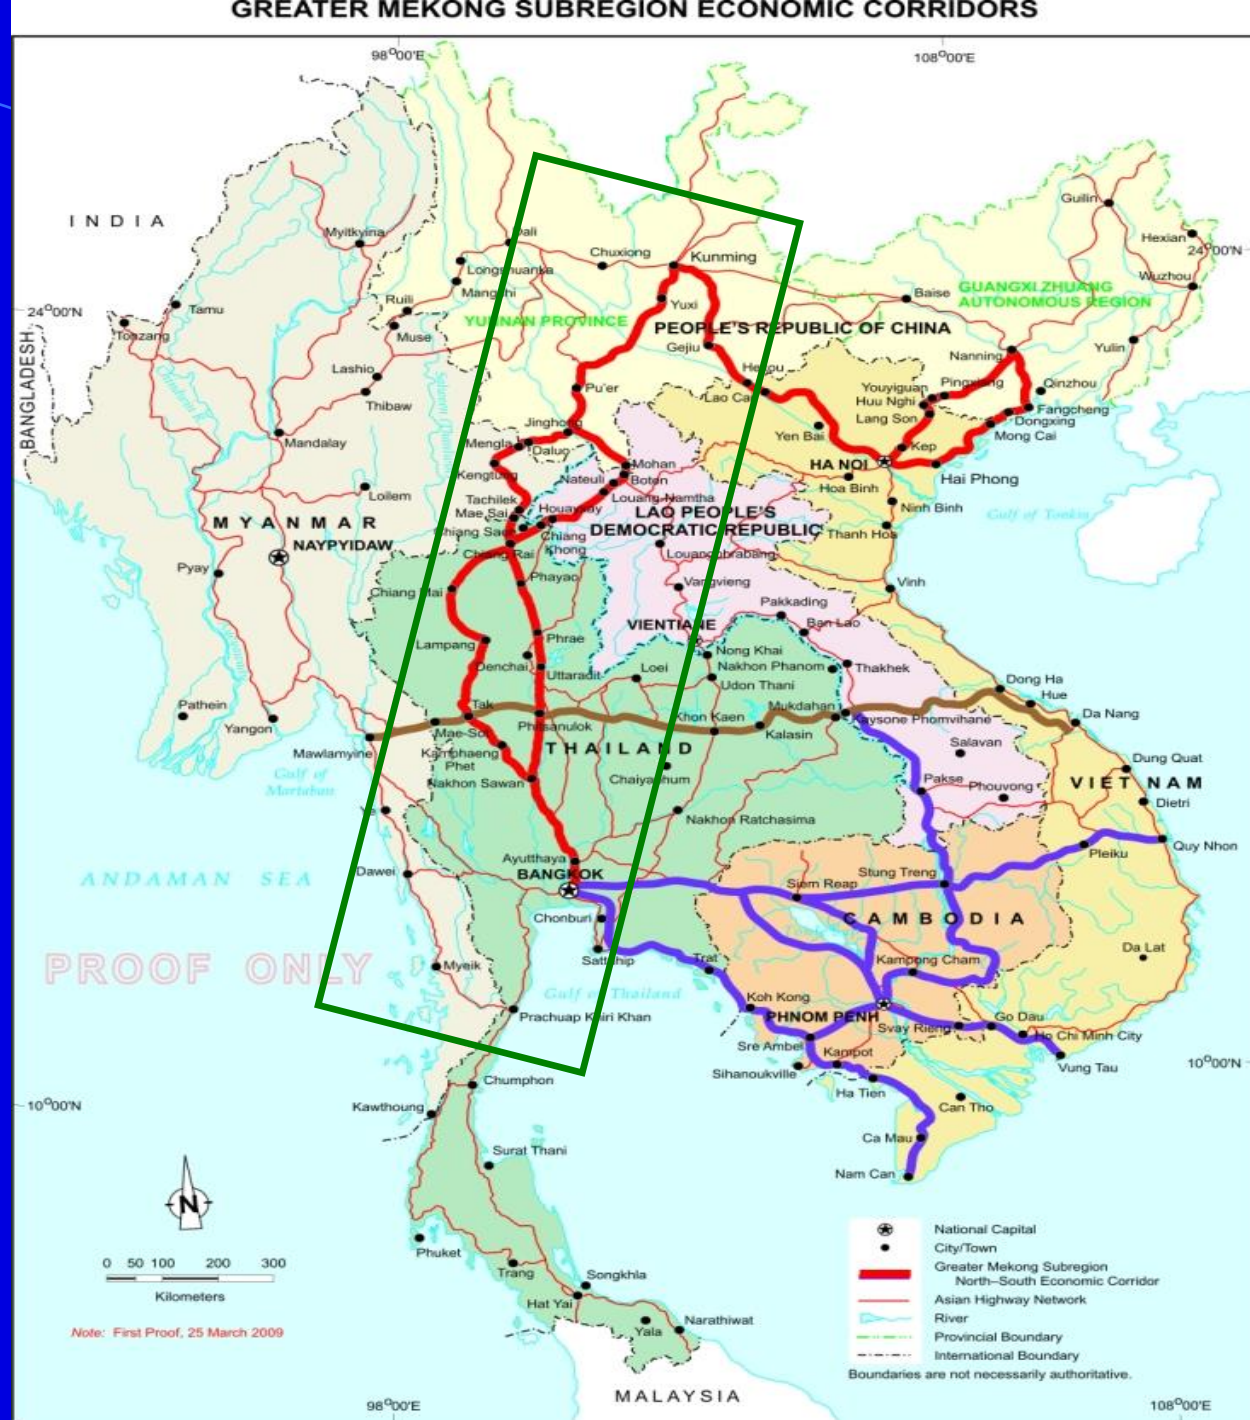 GREATER MEKONG SUBREGION ECONOMIC CORRIDORS
98°00'E
108°00'E
INDIA
Guilin
Myitkyina
Dali
Hexian
24°00'N
Chuxiong
Kunming
Longchuanka
Wuzhou
Mangshi
GUANGXI ZHUANG
AUTONOMOUS REGION
Baise
Ruili
Tamu
24°00'N
Yuxi
YUNNAN PROVINCE
PEOPLE'S REPUBLIC OF CHINA
Tonzang
Muse
Gejiu
Nanning
Yulin
BANGLADESH
Lashio
Hekou
Youyiguan
Pingxiang
Qinzhou
Pu'er
Lao Cai
Huu Nghi
Thibaw
Fangcheng
Lang Son
Dongxing
Jinghong
Yen Bai
Mong Cai
Mandalay
Mengla
Daluo
Kep
HA NOI
Mohan
Kengtung
Nateuil
Boten
Hai Phong
Hoa Binh
Loilem
Louang Namtha
Tachilek
Ninh Binh
Mae Sai
Houayxay
LAO PEOPLE'S
DEMOCRATIC REPUBLIC
Gulf of Tonkin
MYANMAR
Chiang Saen
Chiang
Khong
Thanh Hoa
NAYPYIDAW
Chiang Rai
Louangphrabang
Pyay
Phayao
Vangvieng
Vinh
Chiang Mai
Pakkading
VIENTIANE
Ban Lao
Lampang
Phrae
Nong Khai
Denchai
Loei
Nakhon Phanom
Thakhek
Uttaradit
Udon Thani
Dong Ha
Hue
Pathein
Tak
Mukdahan
Yangon
Khon Kaen
Kaysone Phomvihane
Da Nang
Phitsanulok
Mae-Sot
Kalasin
Mawlamyine
Kamphaeng
Phet
THAILAND
Salavan
Dung Quat
Gulf of
Martaban
Nakhon Sawan
Chaiyaphum
Pakse
Phouvong
VIET NAM
Ye
Dietri
Nakhon Ratchasima
Quy Nhon
Pleiku
Ayutthaya
BANGKOK
Dawei
Stung Treng
Siem Reap
ANDAMAN SEA
Chonburi
CAMBODIA
Da Lat
PROOF ONLY
Sattahip
Trat
Kampong Cham
Myeik
Gulf of Thailand
Koh Kong
PHNOM PENH
Go Dau
Prachuap Kiri Khan
Svay Rieng
Ho Chi Minh City
Sre Ambel
Kampot
10°00'N
Vung Tau
Sihanoukville
Chumphon
Ha Tien
10°00'N
Kawthoung
Can Tho
Ca Mau
Surat Thani
Nam Can
N
National Capital
City/Town
Greater Mekong Subregion
North–South Economic Corridor
Asian Highway Network
River
Provincial Boundary
International Boundary
Boundaries are not necessarily authoritative.
Phuket
0 50 100 200 300
Kilometers
Trang
Songkhla
Hat Yai
Narathiwat
Yala
Note: First Proof, 25 March 2009
MALAYSIA
98°00'E
108°00'E